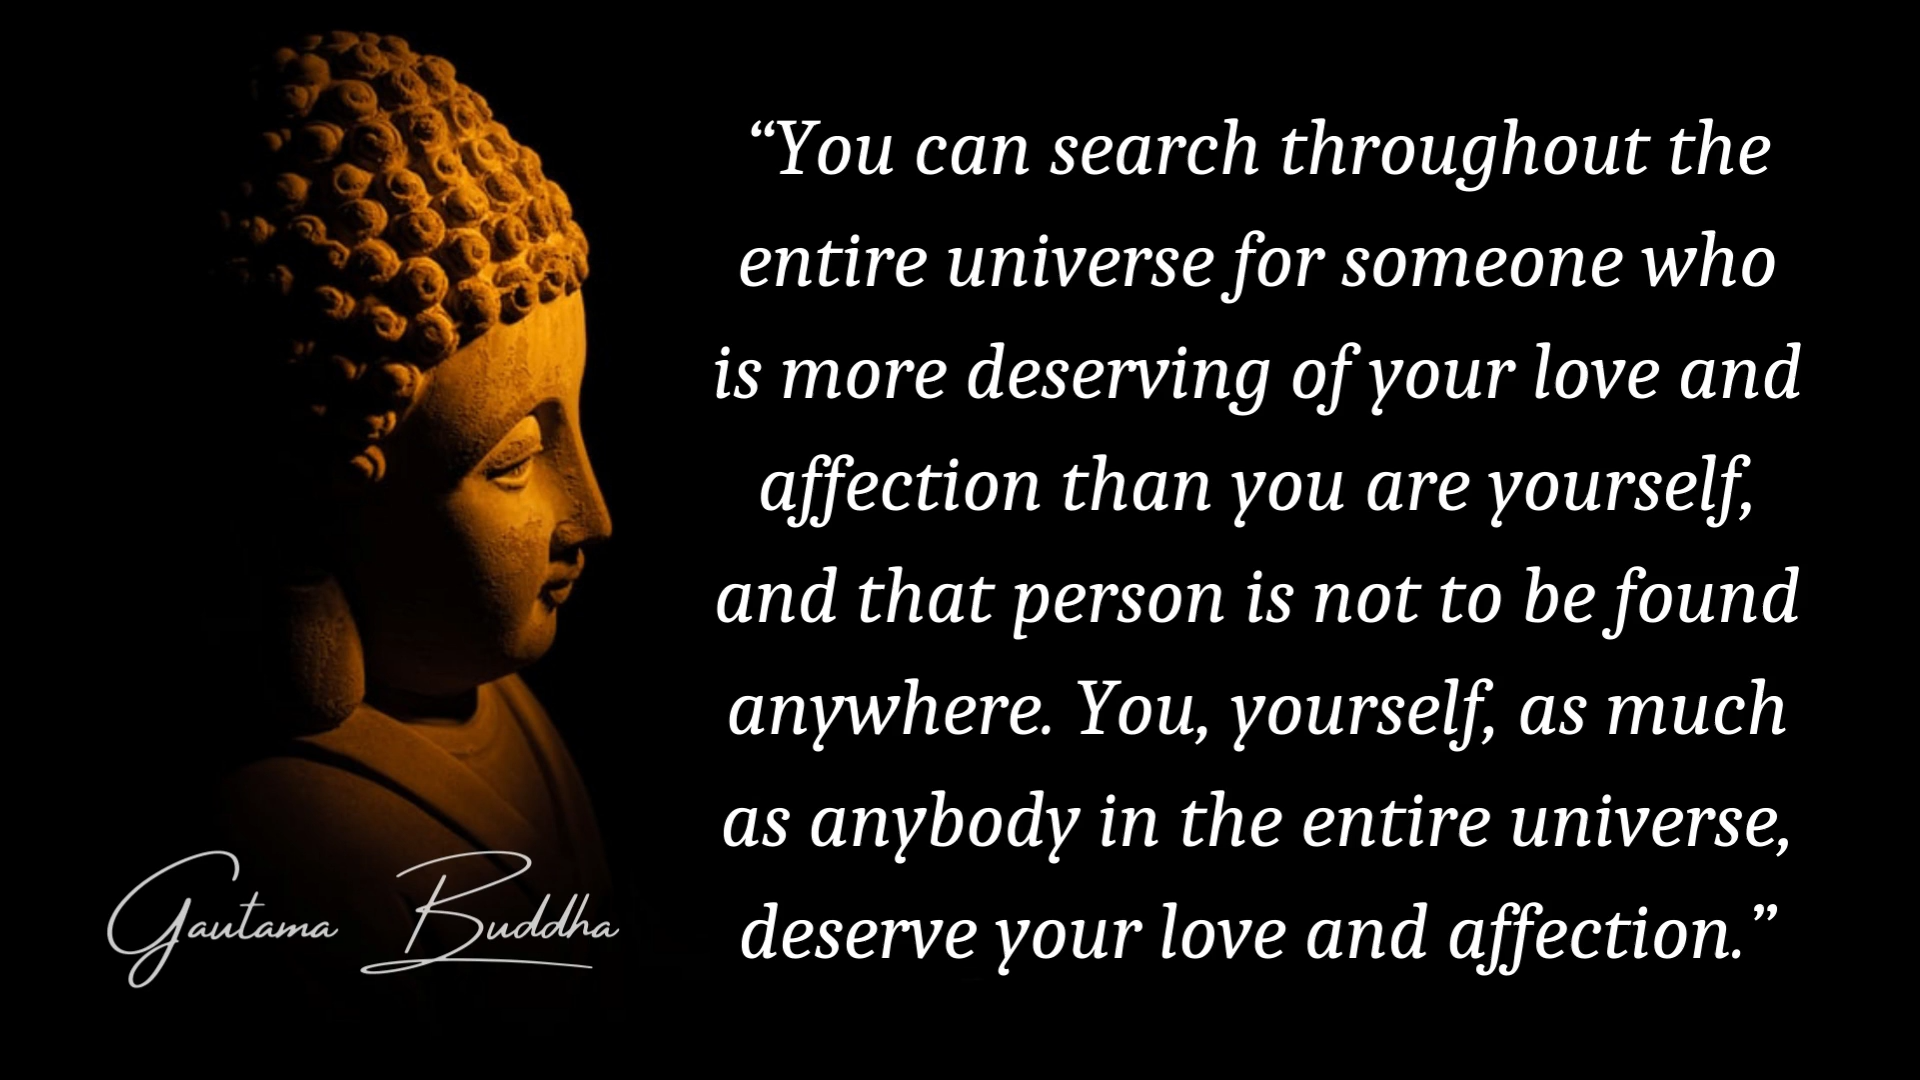 “You can search throughout the
entire universe for someone who
is more deserving of your love and
affection than you are yourself,
and that person is not to be found
anywhere. You, yourself, as much
as anybody in the entire universe,
deserve your love and affection.”
Gautama Buddha